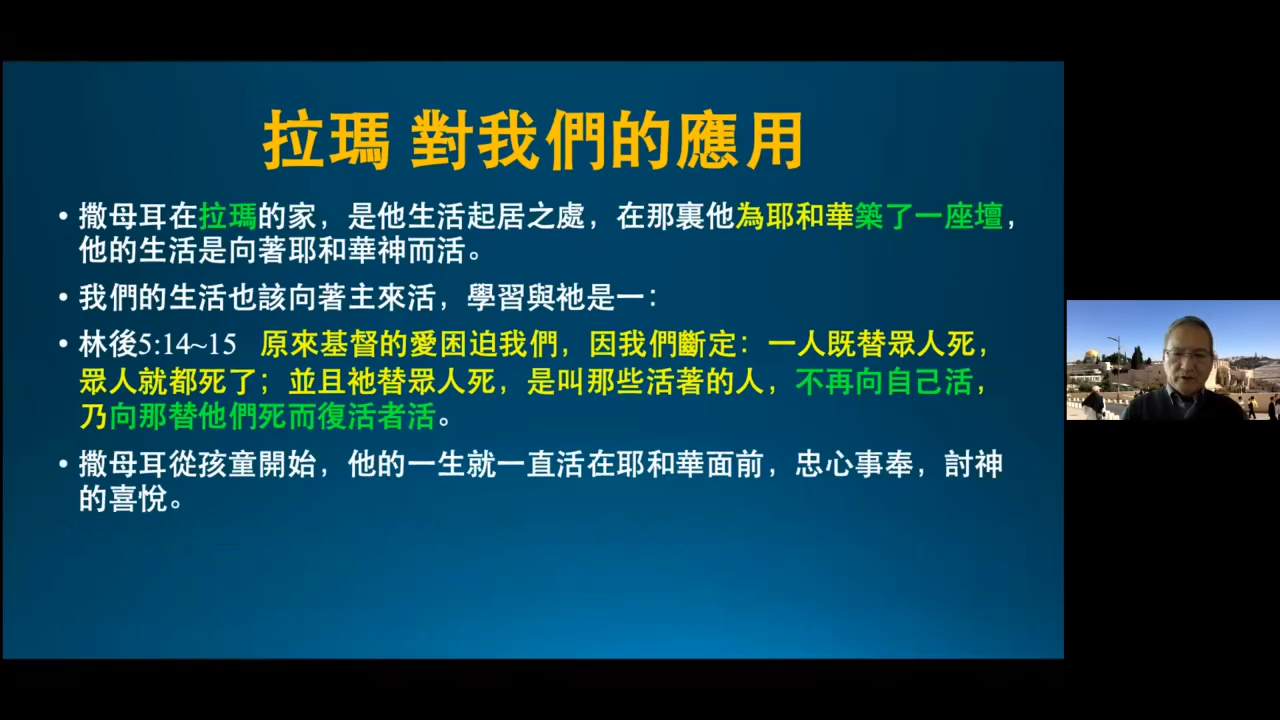 拉瑪 對我們的應用
• 撒母耳在拉瑪的家，是他生活起居之處，在那裏他為耶和華築了一座壇，
他的生活是向著耶和華神而活。
• 我們的生活也該向著主來活，學習與祂是一：
• 林後5:14~15 原來基督的愛困迫我們，因我們斷定：一人既替眾人死，
眾人就都死了；並且祂替眾人死，是叫那些活著的人，不再向自己活，
乃向那替他們死而復活者活。
• 撒母耳從孩童開始，他的一生就一直活在耶和華面前，忠心事奉，討神
的喜悅。